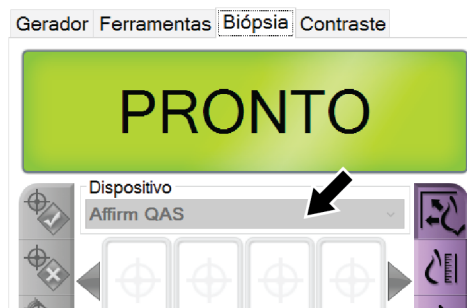 Gerador Ferramentas Biópsia Contraste
PRONTO
Dispositivo
Affirm QAS